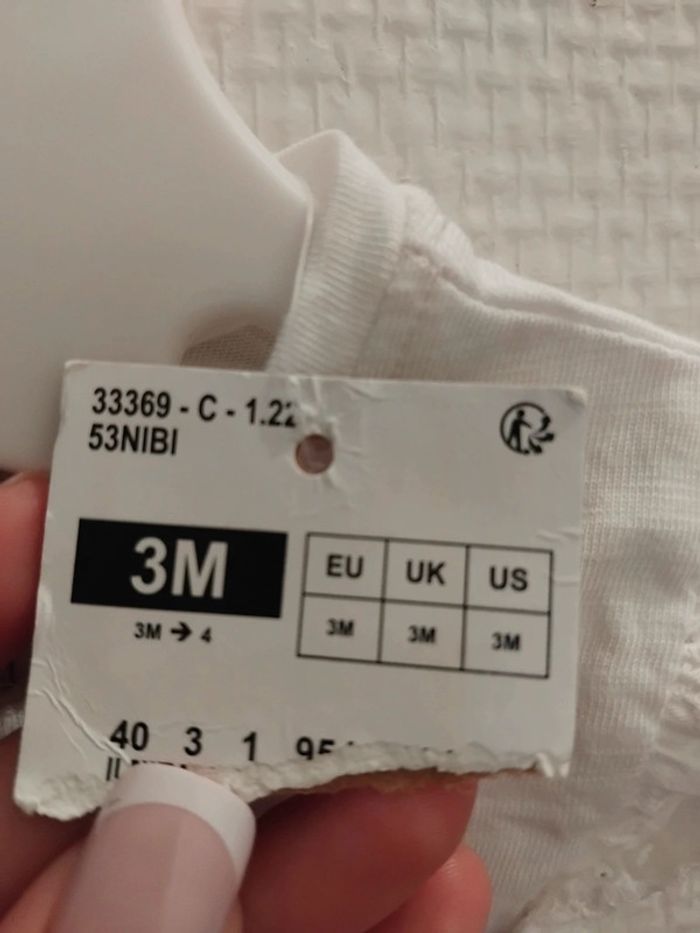 33369 - C - 1.22
53NIBI
3M
3M → 4
EU UK US
3M 3M 3M
40 3 1